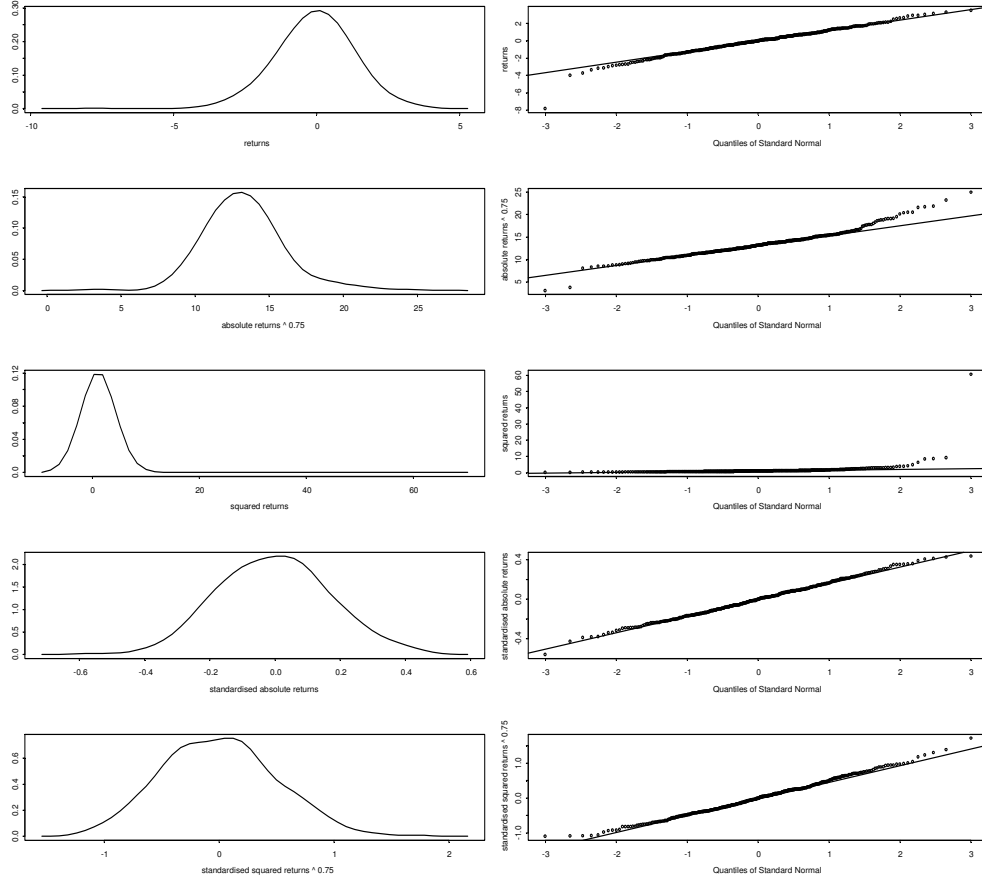 0.0 0.10 0.20 0.30
-10 -5 0 5
returns
returns
-8 -6 -4 -2 0 2
-3 -2 -1 0 1 2 3
Quantiles of Standard Normal
0.0 0.05 0.10 0.15
0 5 10 15 20 25
absolute returns ^ 0.75
absolute returns ^ 0.75
5 10 15 20 25
-3 -2 -1 0 1 2 3
Quantiles of Standard Normal
0.0 0.04 0.08 0.12
0 20 40 60
squared returns
squared returns
0 10 20 30 40 50 60
-3 -2 -1 0 1 2 3
Quantiles of Standard Normal
0.0 0.5 1.0 2.0
-0.6 -0.4 -0.2 0.0 0.2 0.4 0.6
standardised absolute returns
standardised absolute returns
-0.4 0.0 0.4
-3 -2 -1 0 1 2 3
Quantiles of Standard Normal
0.0 0.2 0.4 0.6
-1 0 1 2
standardised squared returns ^ 0.75
standardised squared returns ^ 0.75
-1.0 0.0 1.0
-3 -2 -1 0 1 2 3
Quantiles of Standard Normal